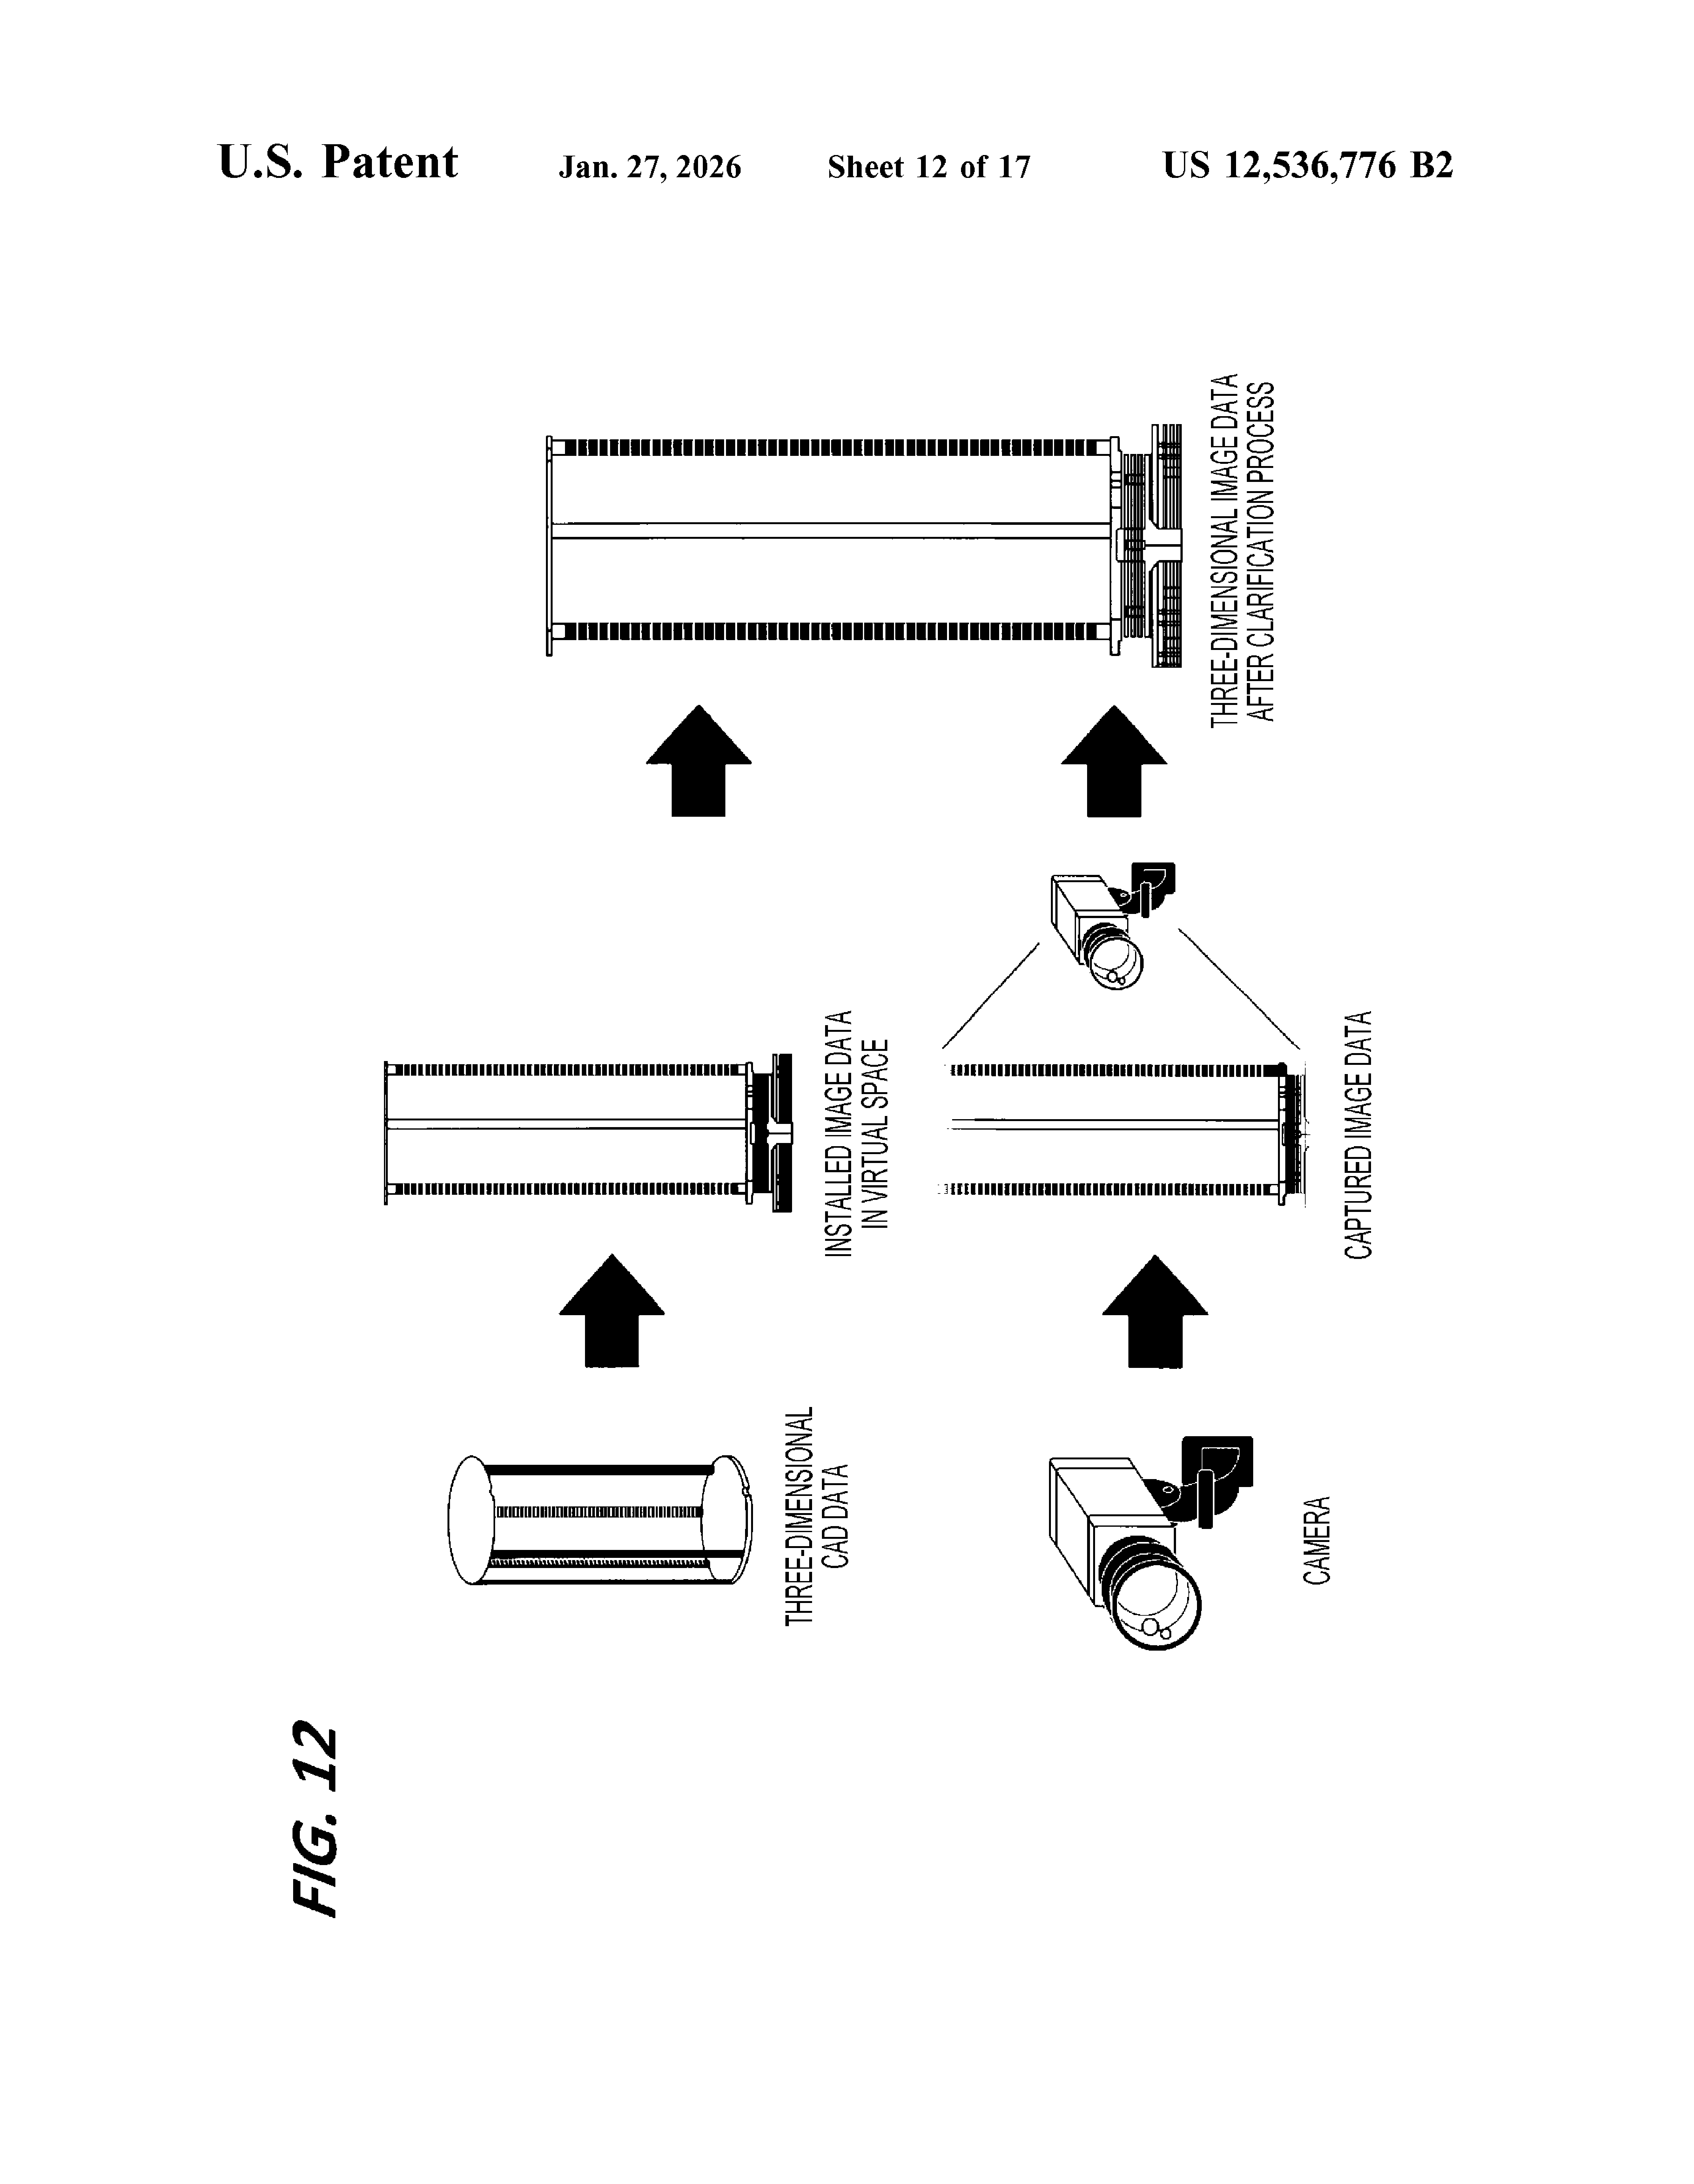 U.S. Patent Jan. 27, 2026 Sheet 12 of 17 US 12,536,776 B2
FIG. 12
THREE-DIMENSIONAL
CAD DATA
INSTALLED IMAGE DATA
IN VIRTUAL SPACE
CAMERA
CAPTURED IMAGE DATA
THREE-DIMENSIONAL IMAGE DATA
AFTER CLARIFICATION PROCESS